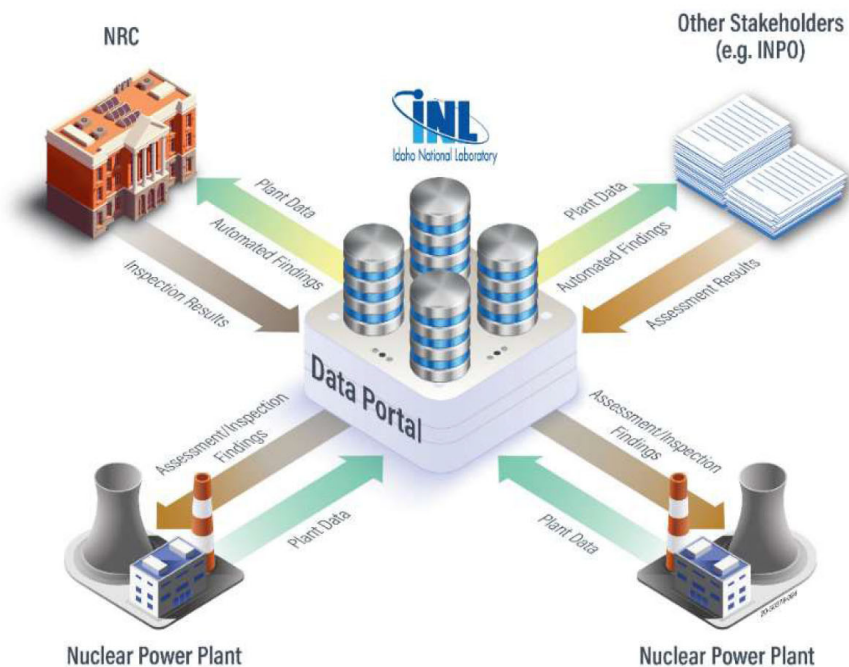 NRC
Other Stakeholders
(e.g. INPO)
INL
Idaho National Laboratory
Plant Data
Automated Findings
Inspection Results
Plant Data
Automated Findings
Assessment Results
Data Portal
Assessment/Inspection
Findings
Plant Data
Assessment/Inspection
Findings
Plant Data
Nuclear Power Plant
Nuclear Power Plant